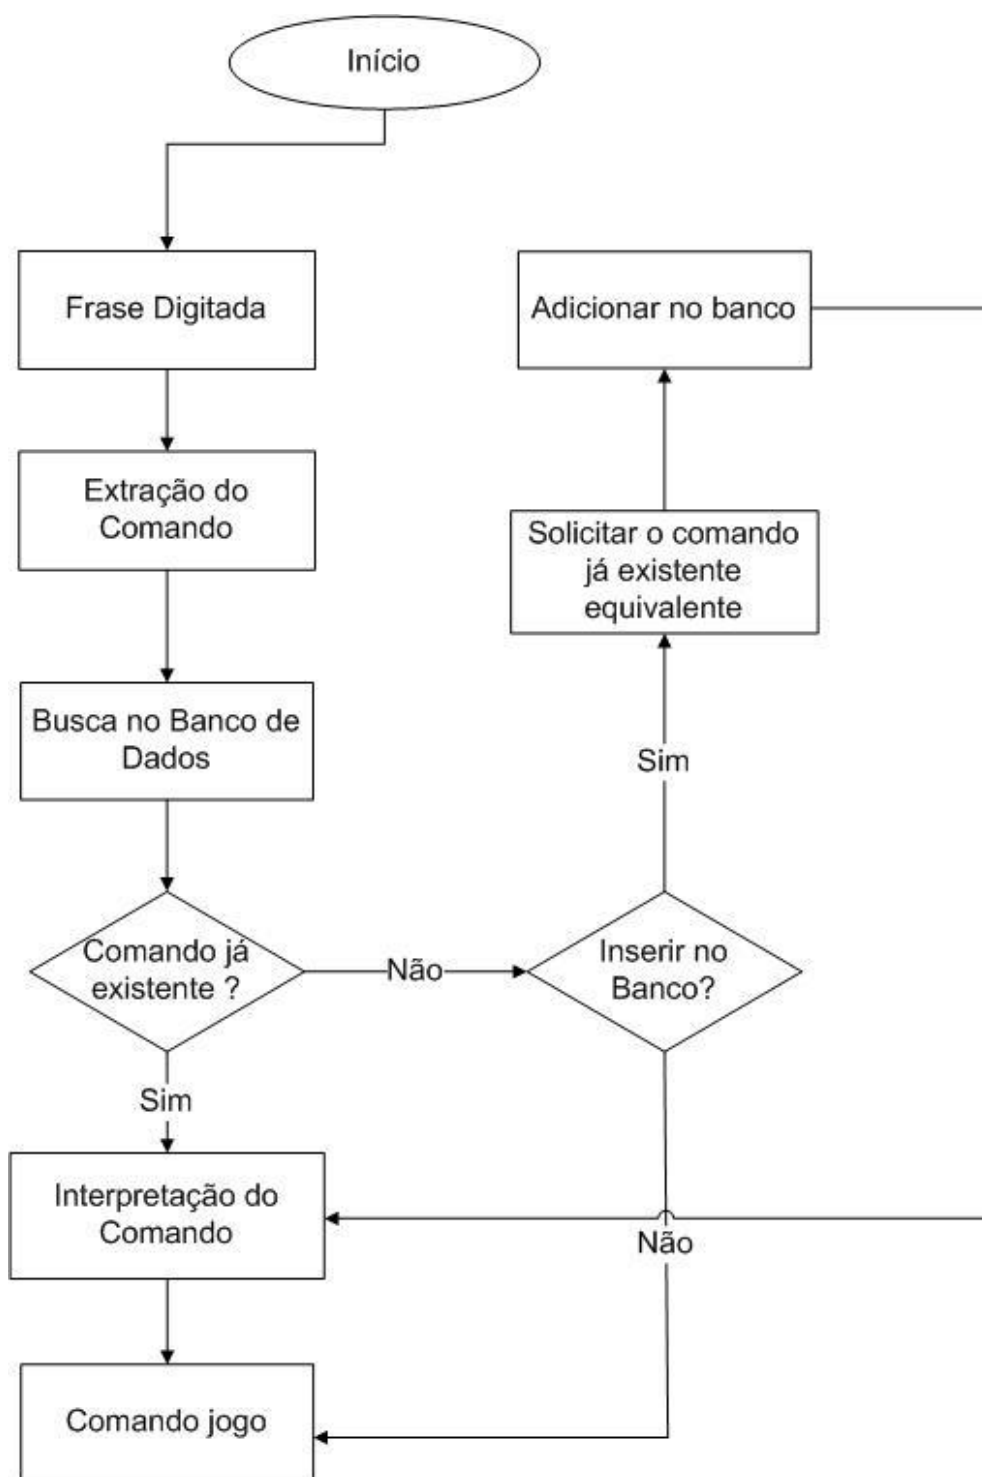 Início
Frase Digitada
Adicionar no banco
Extração do
Comando
Solicitar o comando
já existente
equivalente
Busca no Banco de
Dados
Sim
Comando já
existente ?
Não
Inserir no
Banco?
Sim
Interpretação do
Comando
Não
Comando jogo